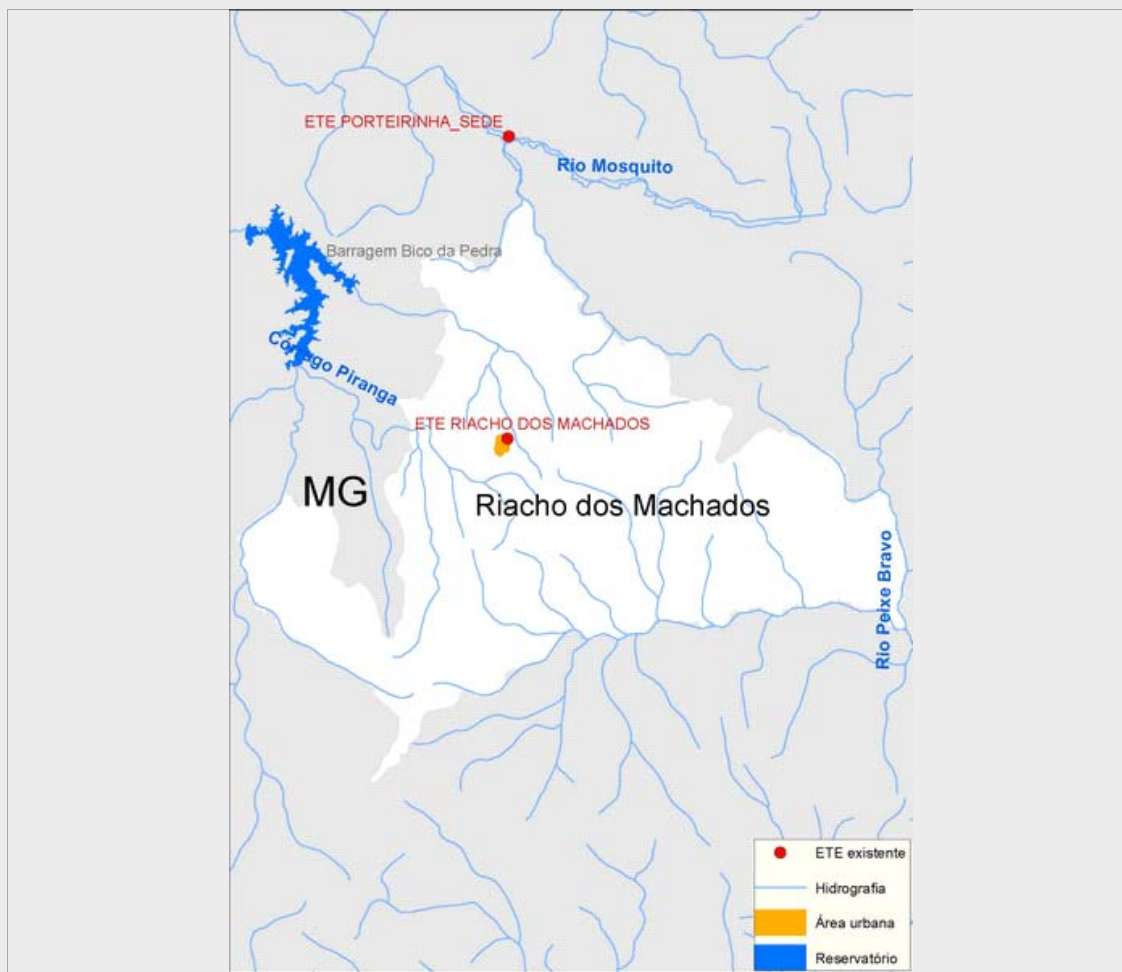 ETE PORTEIRINHA_SEDE
Rio Mosquito
Barragem Bico da Pedra
Córrego Piranga
ETE RIACHO DOS MACHADOS
MG
Riacho dos Machados
Rio Peixe Bravo
ETE existente
Hidrografia
Área urbana
Reservatório